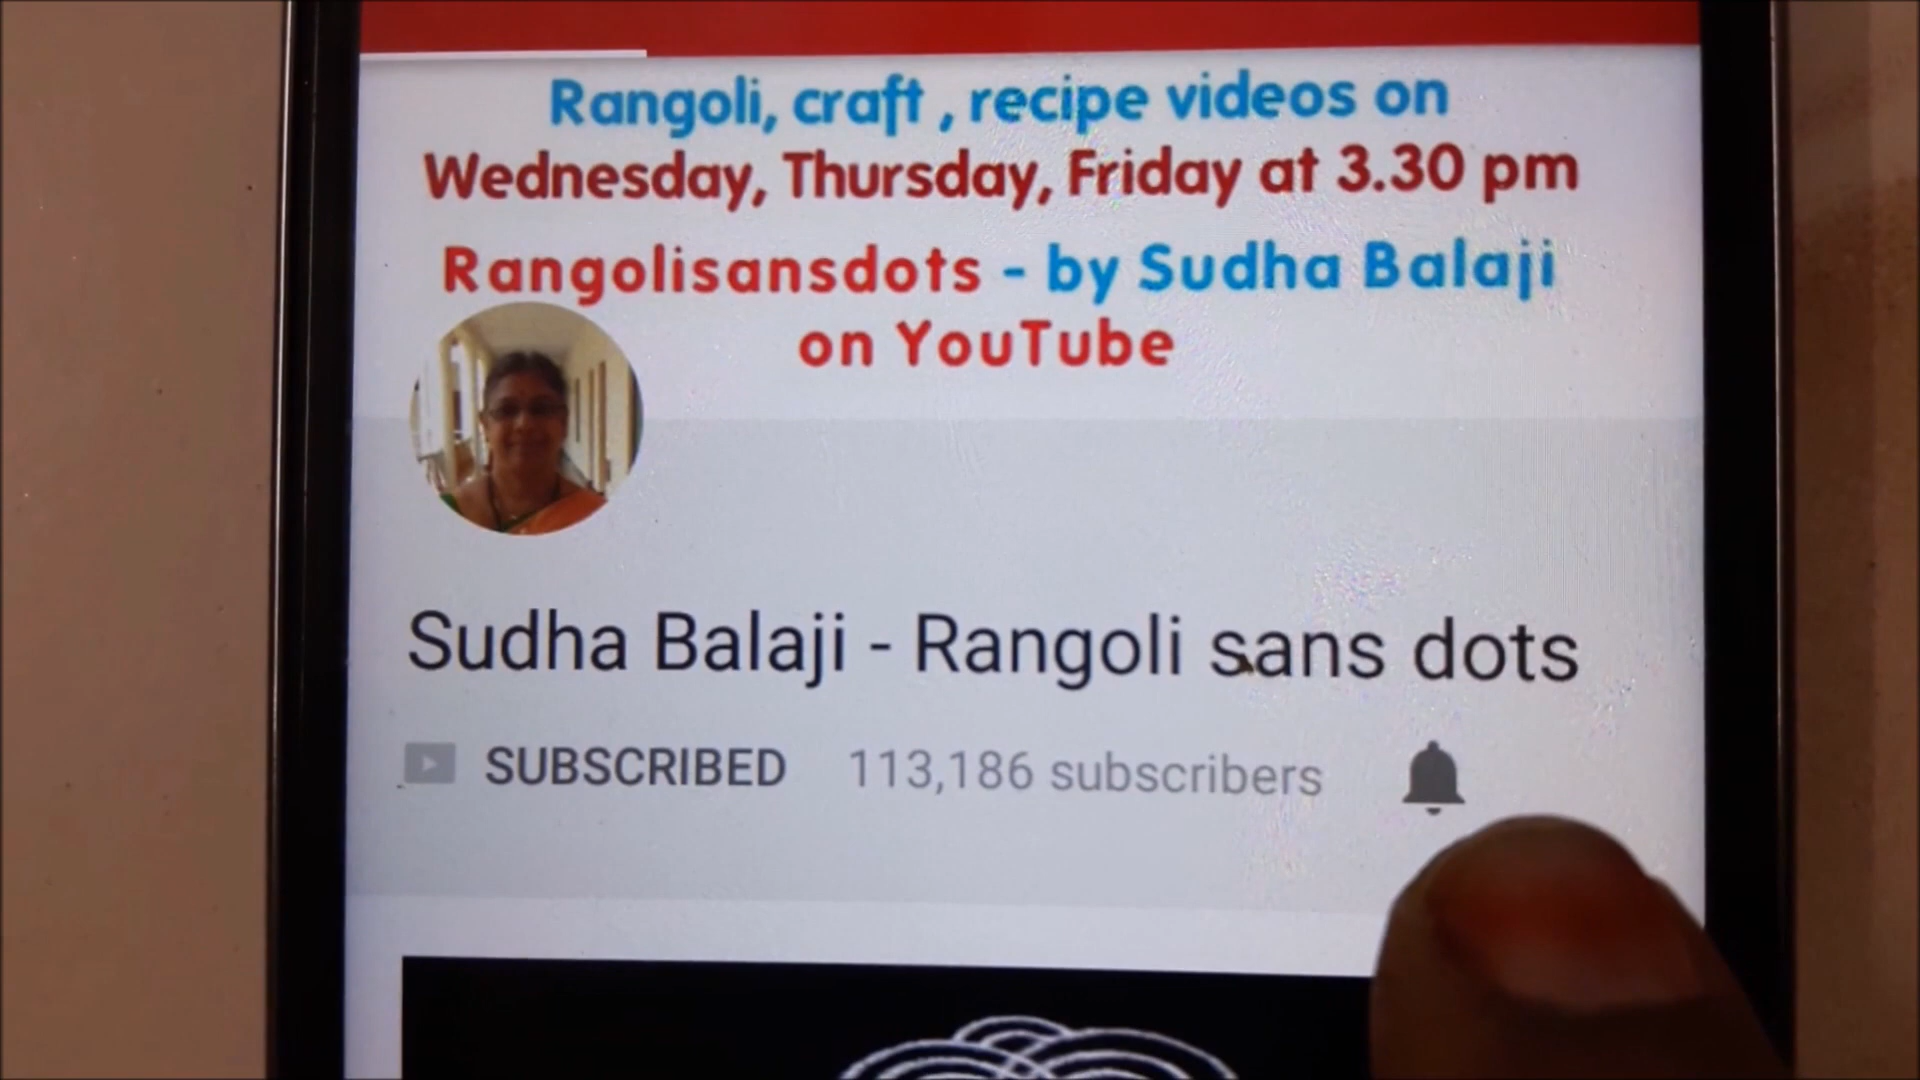 Rangoli, craft , recipe videos on
Wednesday, Thursday, Friday at 3.30 pm
Rangolisansdots - by Sudha Balaji
on YouTube
Sudha Balaji - Rangoli sans dots
SUBSCRIBED 113,186 subscribers